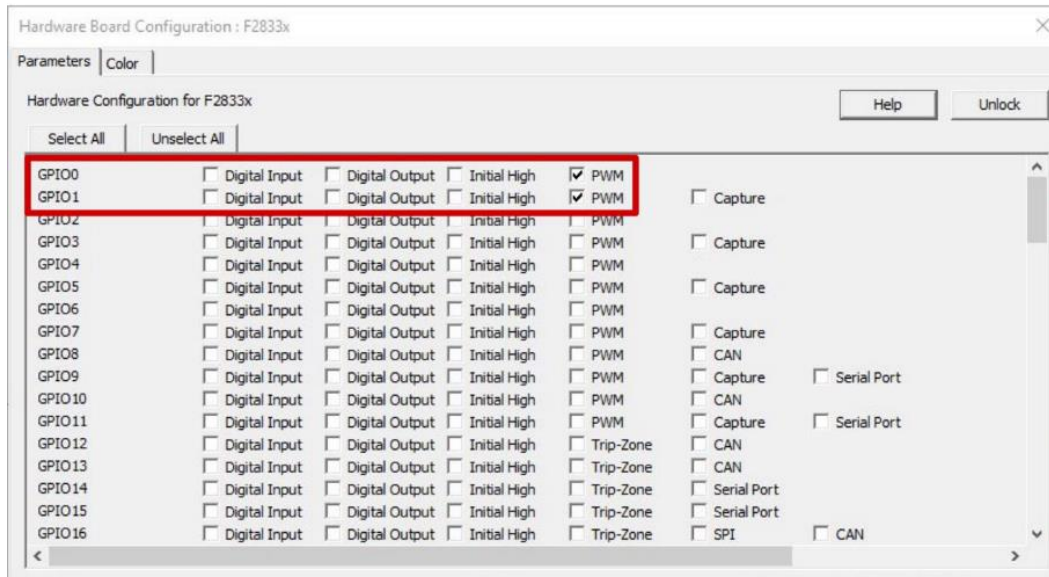 Hardware Board Configuration : F2833x
Parameters Color
Hardware Configuration for F2833x
Help Unlock
Select All Unselect All
GPIO0 Digital Input Digital Output Initial High PWM
GPIO1 Digital Input Digital Output Initial High PWM Capture
GPIO2 Digital Input Digital Output Initial High PWM
GPIO3 Digital Input Digital Output Initial High PWM Capture
GPIO4 Digital Input Digital Output Initial High PWM
GPIO5 Digital Input Digital Output Initial High PWM Capture
GPIO6 Digital Input Digital Output Initial High PWM
GPIO7 Digital Input Digital Output Initial High PWM Capture
GPIO8 Digital Input Digital Output Initial High PWM CAN
GPIO9 Digital Input Digital Output Initial High PWM Capture Serial Port
GPIO10 Digital Input Digital Output Initial High PWM CAN
GPIO11 Digital Input Digital Output Initial High PWM Capture Serial Port
GPIO12 Digital Input Digital Output Initial High Trip-Zone CAN
GPIO13 Digital Input Digital Output Initial High Trip-Zone CAN
GPIO14 Digital Input Digital Output Initial High Trip-Zone Serial Port
GPIO15 Digital Input Digital Output Initial High Trip-Zone Serial Port
GPIO16 Digital Input Digital Output Initial High Trip-Zone SPI CAN